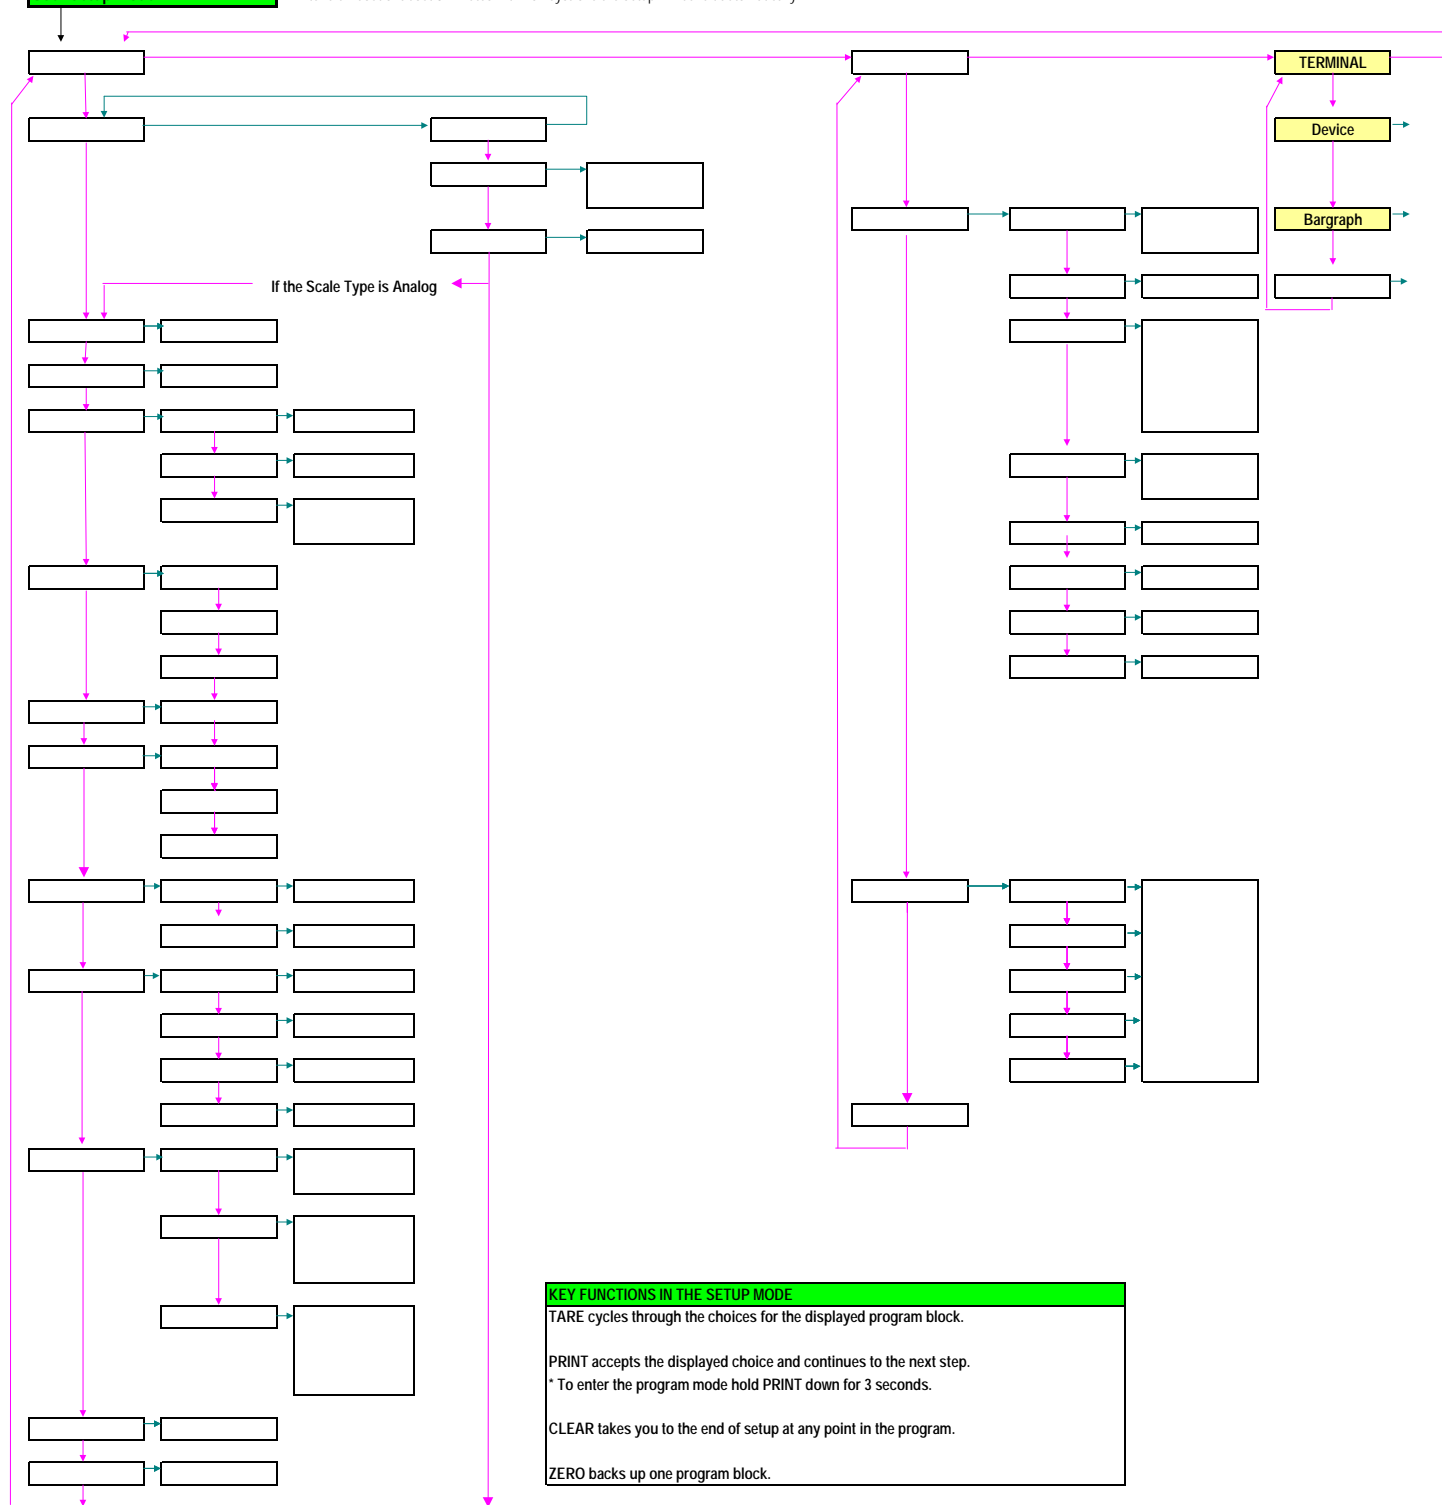 TERMINAL
Device
Bargraph
If the Scale Type is Analog
KEY FUNCTIONS IN THE SETUP MODE
TARE cycles through the choices for the displayed program block.
PRINT accepts the displayed choice and continues to the next step.
* To enter the program mode hold PRINT down for 3 seconds.
CLEAR takes you to the end of setup at any point in the program.
ZERO backs up one program block.